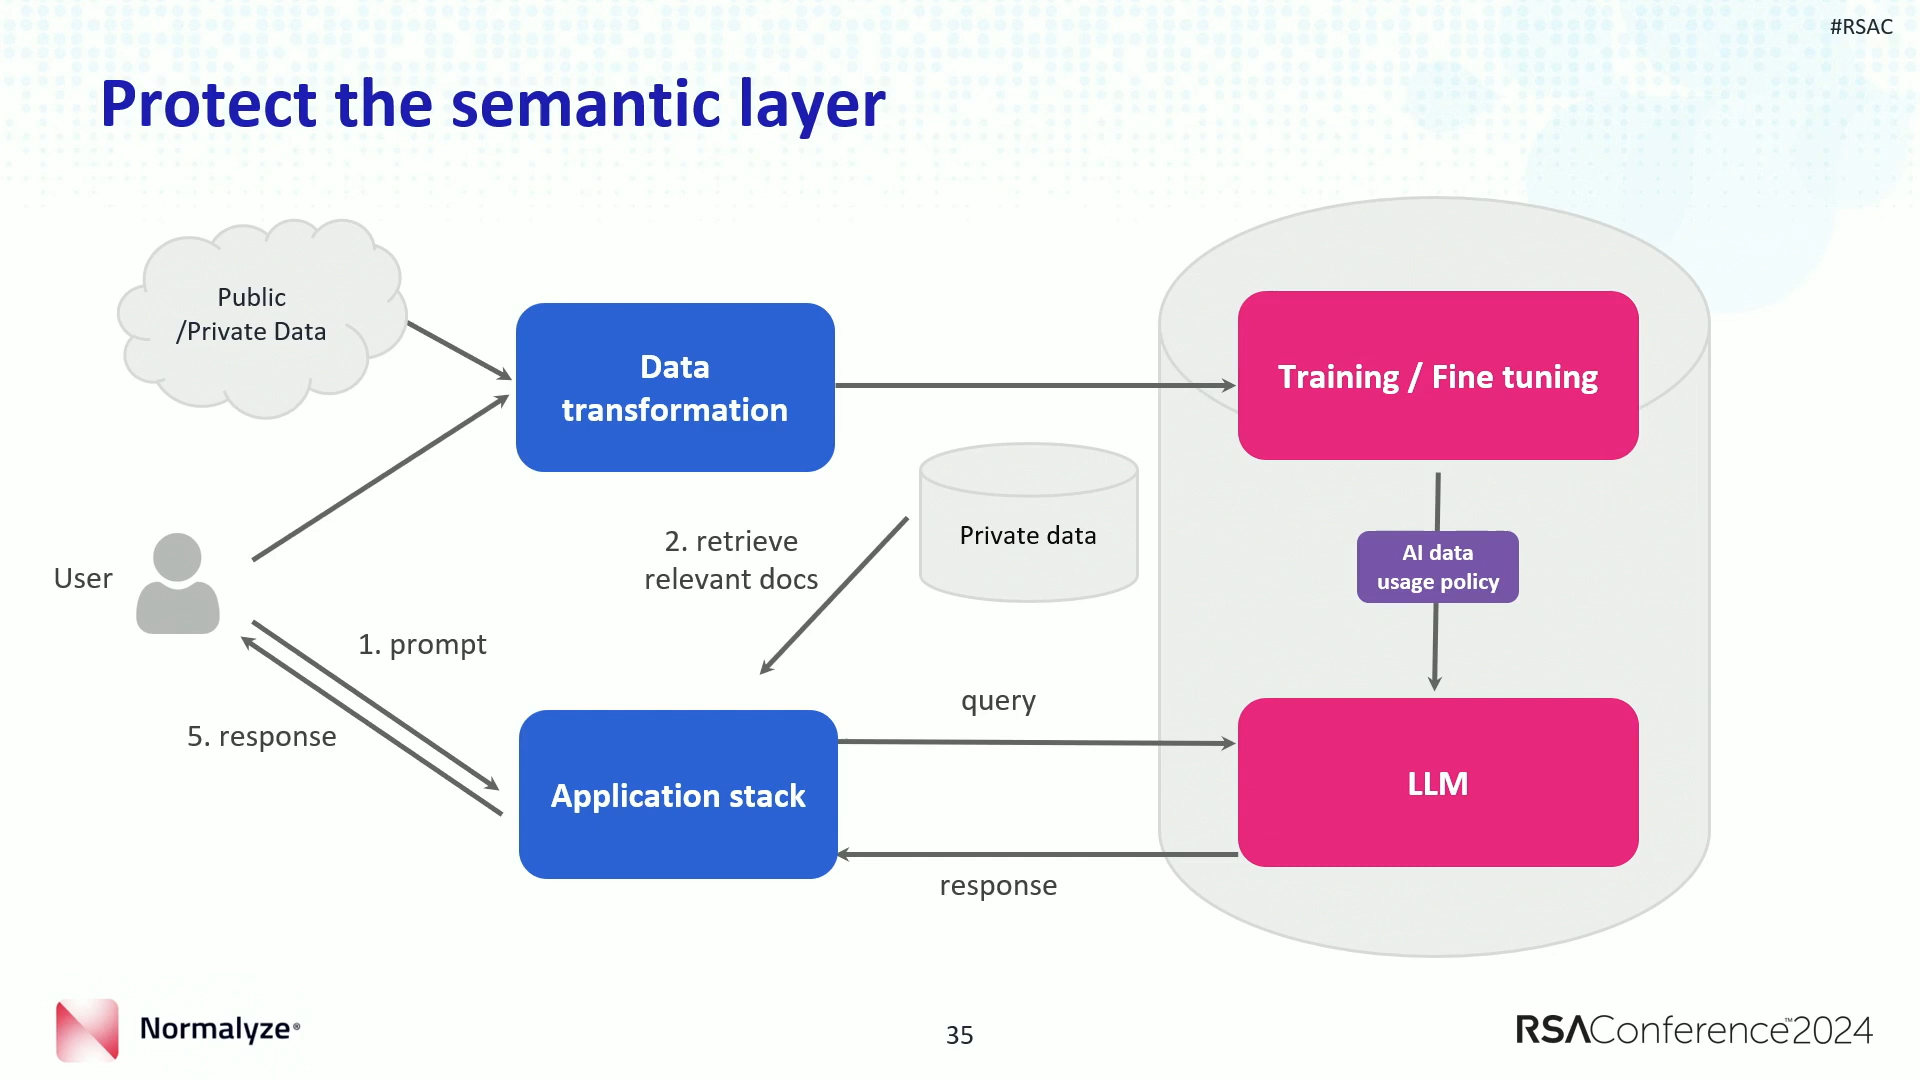 #RSAC
Protect the semantic layer
Public
/Private Data
Data
transformation
Training / Fine tuning
Private data
2. retrieve
relevant docs
AI data
usage policy
User
1. prompt
5. response
query
Application stack
LLM
response
Normalyze®
35
RSAConference™2024